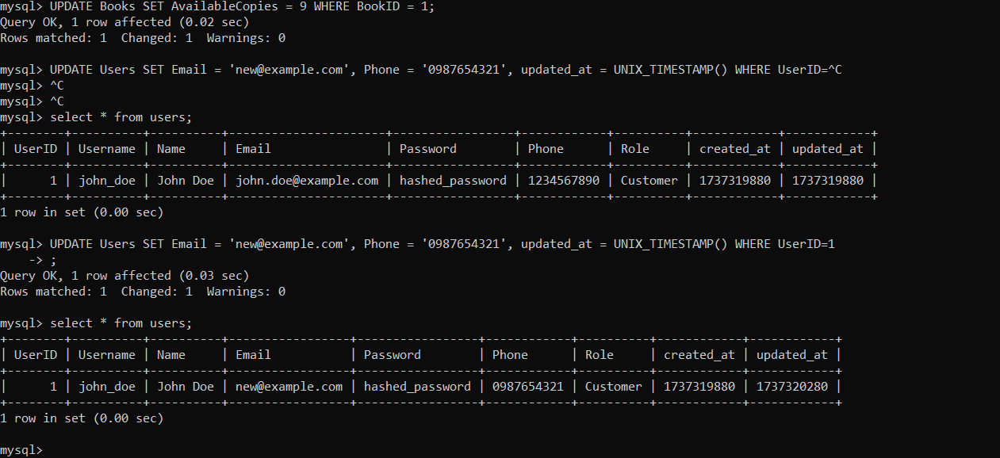 mysql> UPDATE Books SET AvailableCopies = 9 WHERE BookID = 1;
Query OK, 1 row affected (0.02 sec)
Rows matched: 1  Changed: 1  Warnings: 0

mysql> UPDATE Users SET Email = 'new@example.com', Phone = '0987654321', updated_at = UNIX_TIMESTAMP() WHERE UserID=^C
mysql> ^C
mysql> ^C
mysql> select * from users;
+--------+----------+----------+----------------------+-----------------+------------+----------+------------+------------+
| UserID | Username | Name     | Email                | Password        | Phone      | Role     | created_at | updated_at |
+--------+----------+----------+----------------------+-----------------+------------+----------+------------+------------+
|      1 | john_doe | John Doe | john.doe@example.com | hashed_password | 1234567890 | Customer | 1737319880 | 1737319880 |
+--------+----------+----------+----------------------+-----------------+------------+----------+------------+------------+
1 row in set (0.00 sec)

mysql> UPDATE Users SET Email = 'new@example.com', Phone = '0987654321', updated_at = UNIX_TIMESTAMP() WHERE UserID=1
    -> ;
Query OK, 1 row affected (0.03 sec)
Rows matched: 1  Changed: 1  Warnings: 0

mysql> select * from users;
+--------+----------+----------+-----------------+-----------------+------------+----------+------------+------------+
| UserID | Username | Name     | Email           | Password        | Phone      | Role     | created_at | updated_at |
+--------+----------+----------+-----------------+-----------------+------------+----------+------------+------------+
|      1 | john_doe | John Doe | new@example.com | hashed_password | 0987654321 | Customer | 1737319880 | 1737320280 |
+--------+----------+----------+-----------------+-----------------+------------+----------+------------+------------+
1 row in set (0.00 sec)

mysql>